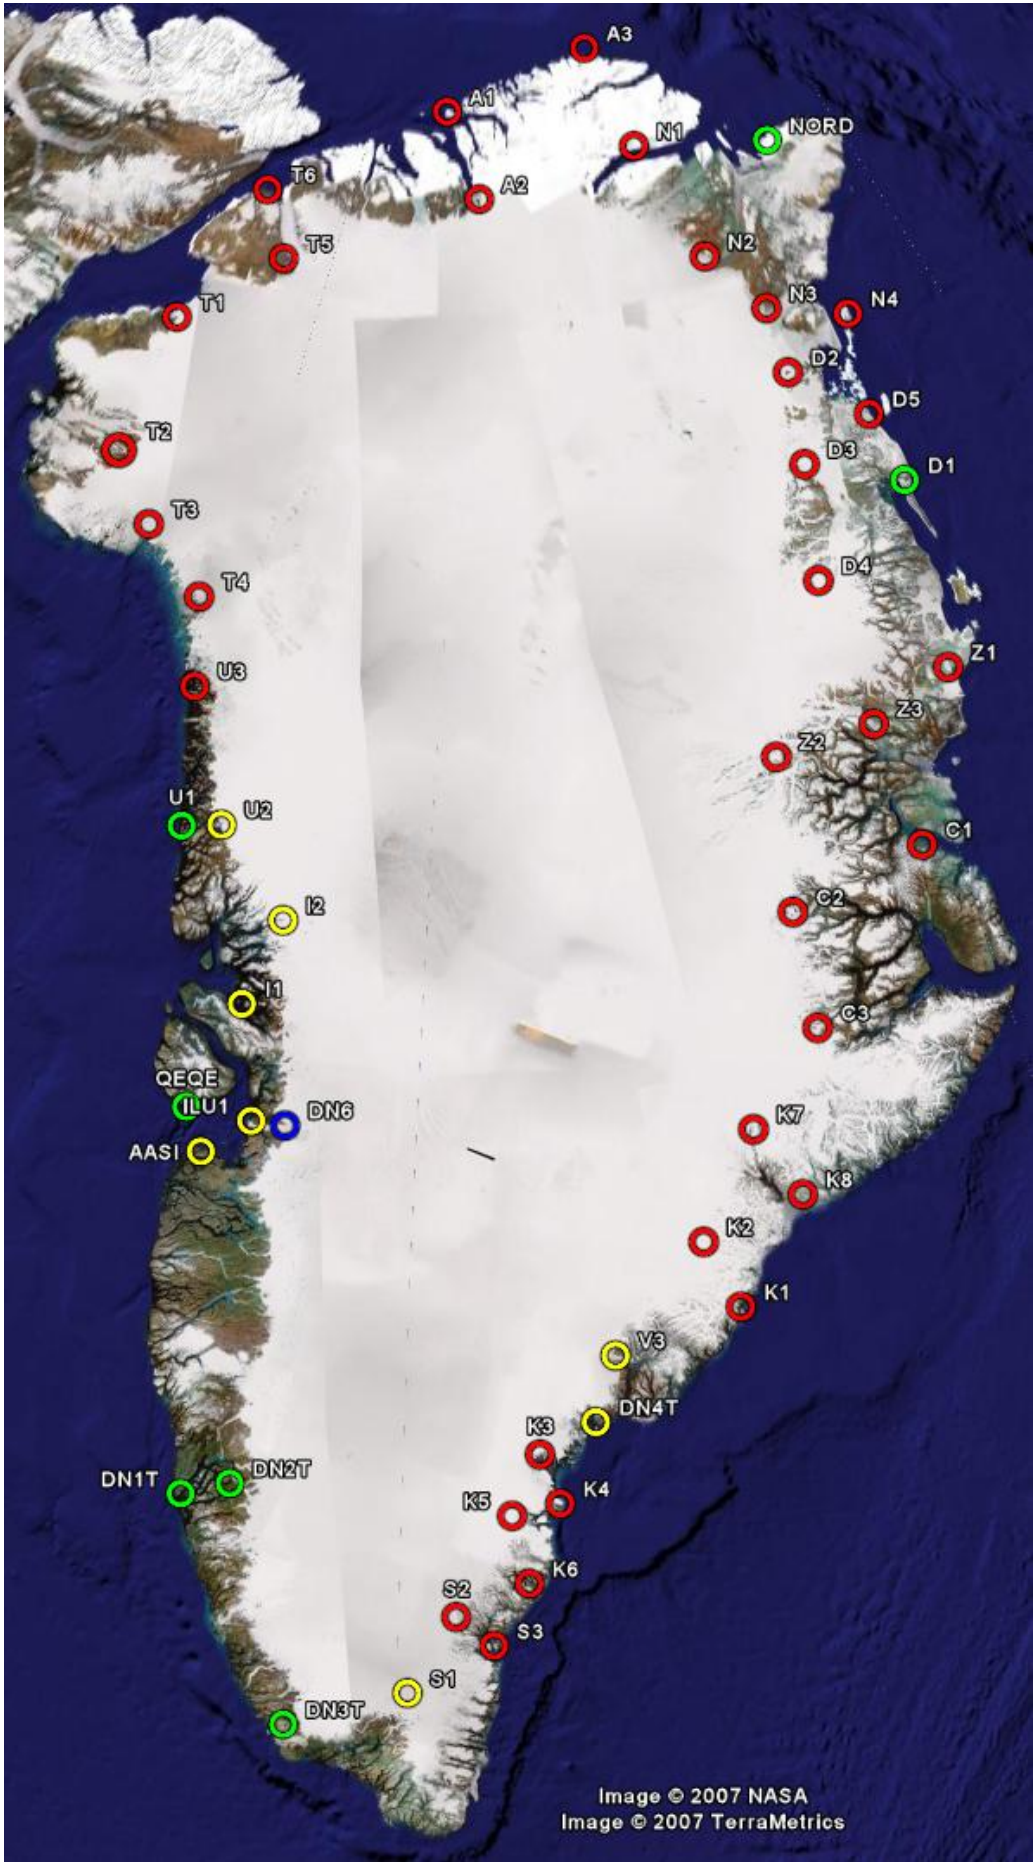 A3
A1
NORD
N1
T6
A2
T5
N2
N3
N4
T1
D2
D5
T2
D3
D1
T3
D4
T4
Z1
U3
Z3
Z2
U1
U2
C1
C2
I2
I1
C3
QEQE
ILU1
DN6
K7
AASI
K8
K2
K1
V3
DN4T
K3
DN1T
DN2T
K5
K4
K6
S2
S3
S1
DN3T
Image © 2007 NASA
Image © 2007 TerraMetrics